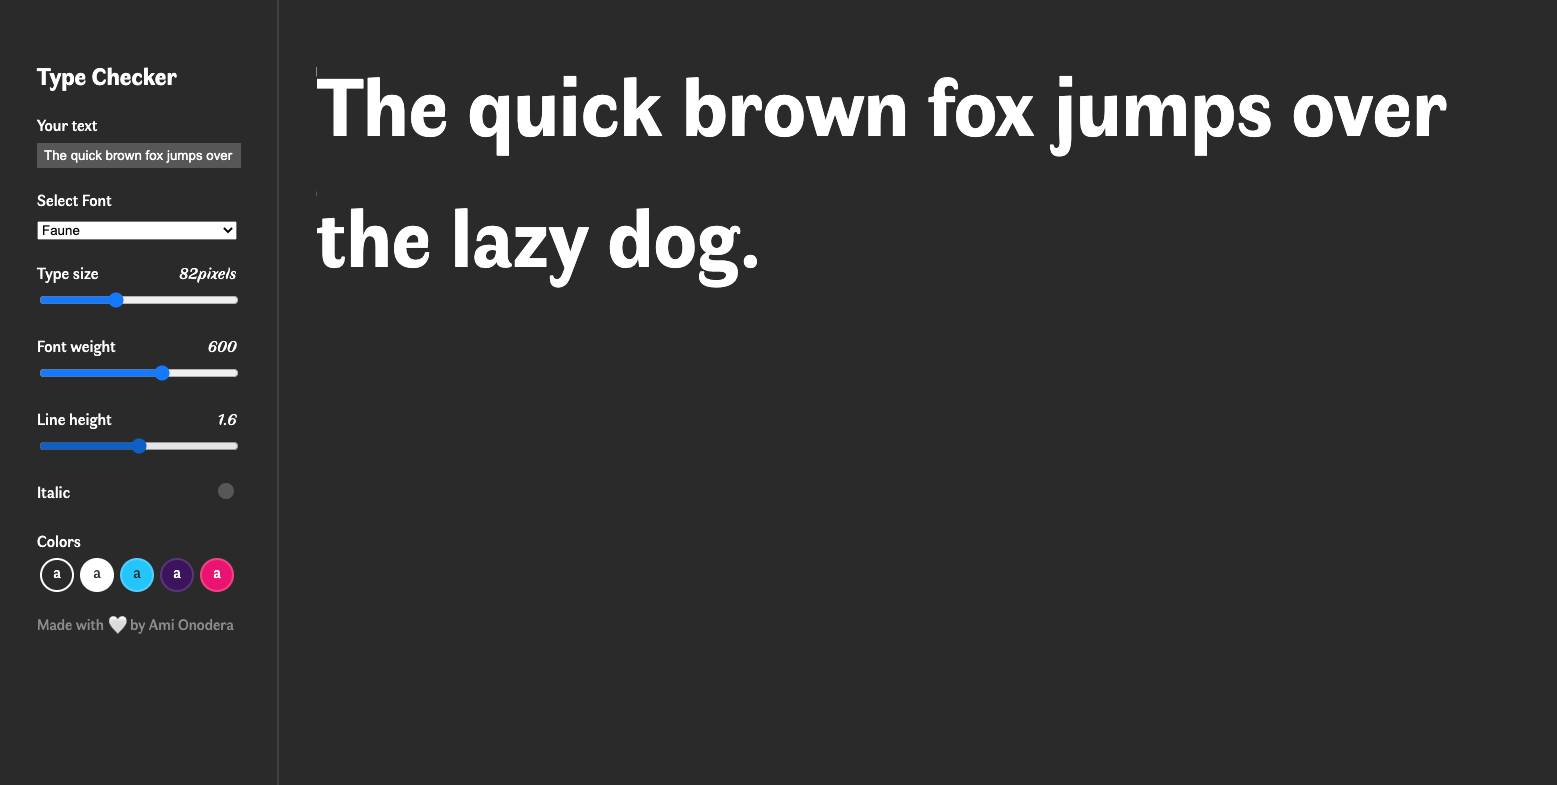 Type Checker
Your text
The quick brown fox jumps over
Select Font
Faune
Type size 82pixels
Font weight 600
Line height 1.6
Italic
Colors
a a a a a
Made with 🤍 by Ami Onodera
The quick brown fox jumps over
the lazy dog.